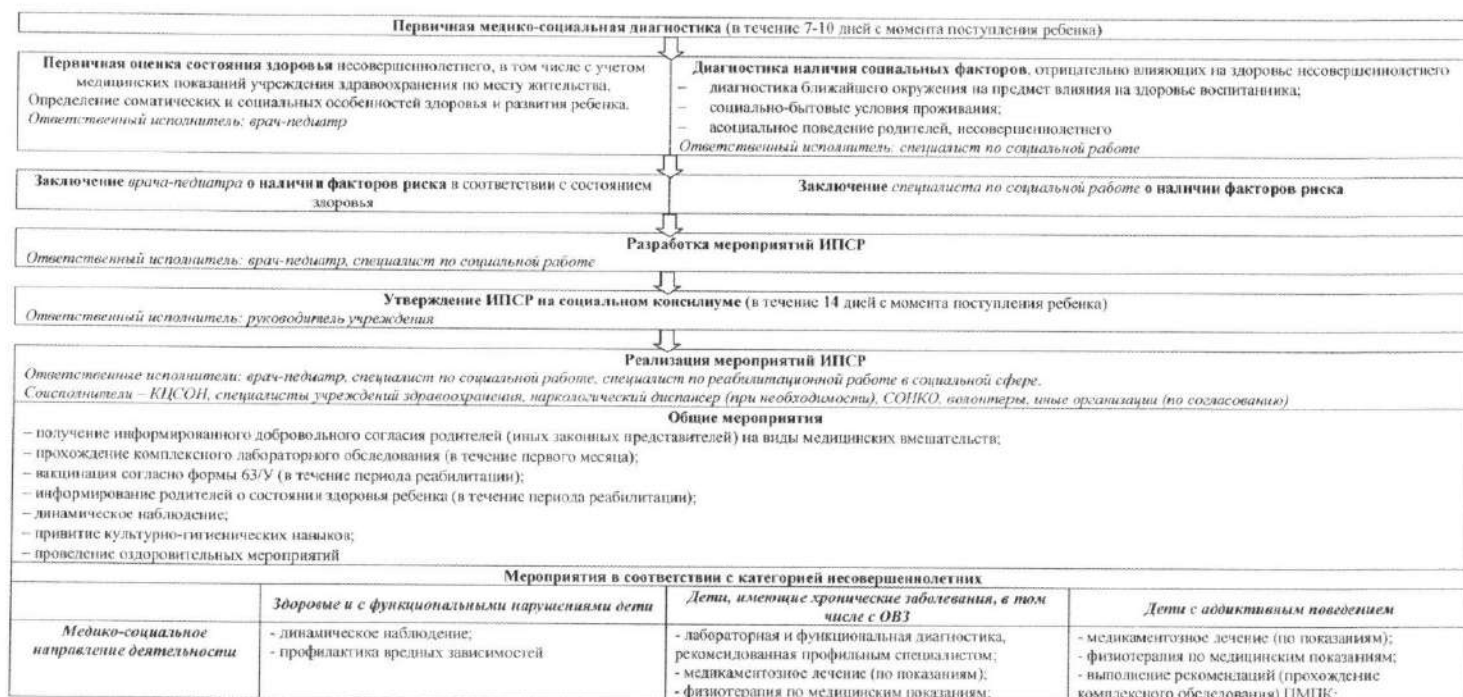 Первичная медико-социальная диагностика (в течение 7-10 дней с момента поступления ребенка)
Первичная оценка состояния здоровья несовершеннолетнего, в том числе с учетом
медицинских показаний учреждения здравоохранения по месту жительства.
Определение соматических и социальных особенностей здоровья и развития ребенка.
Ответственный исполнитель: врач-педиатр
Диагностика наличия социальных факторов, отрицательно влияющих на здоровье несовершеннолетнего
– диагностика ближайшего окружения на предмет влияния на здоровье воспитанника;
– социально-бытовые условия проживания;
– асоциальное поведение родителей, несовершеннолетнего
Ответственный исполнитель: специалист по социальной работе
Заключение врача-педиатра о наличии факторов риска в соответствии с состоянием
здоровья
Заключение специалиста по социальной работе о наличии факторов риска
Разработка мероприятий ИПСР
Ответственный исполнитель: врач-педиатр, специалист по социальной работе
Утверждение ИПСР на социальном консилиуме (в течение 14 дней с момента поступления ребенка)
Ответственный исполнитель: руководитель учреждения
Реализация мероприятий ИПСР
Ответственные исполнители: врач-педиатр, специалист по социальной работе, специалист по реабилитационной работе в социальной сфере.
Соисполнители – КЦСОН, специалисты учреждений здравоохранения, наркологический диспансер (при необходимости), СОНКО, волонтеры, иные организации (по согласованию)
Общие мероприятия
– получение информированного добровольного согласия родителей (иных законных представителей) на виды медицинских вмешательств;
– прохождение комплексного лабораторного обследования (в течение первого месяца);
– вакцинация согласно формы 63/У (в течение периода реабилитации);
– информирование родителей о состоянии здоровья ребенка (в течение периода реабилитации);
– динамическое наблюдение;
– привитие культурно-гигиенических навыков;
– проведение оздоровительных мероприятий
Мероприятия в соответствии с категорией несовершеннолетних
Здоровые и с функциональными нарушениями дети
Дети, имеющие хронические заболевания, в том
числе с ОВЗ
Дети с аддиктивным поведением
Медико-социальное
направление деятельности
- динамическое наблюдение;
- профилактика вредных зависимостей
- лабораторная и функциональная диагностика,
рекомендованная профильным специалистом;
- медикаментозное лечение (по показаниям);
- физиотерапия по медицинским показаниям;
- медикаментозное лечение (по показаниям);
- физиотерапия по медицинским показаниям;
- выполнение рекомендаций (прохождение
комплексного обследования) ПМПК;